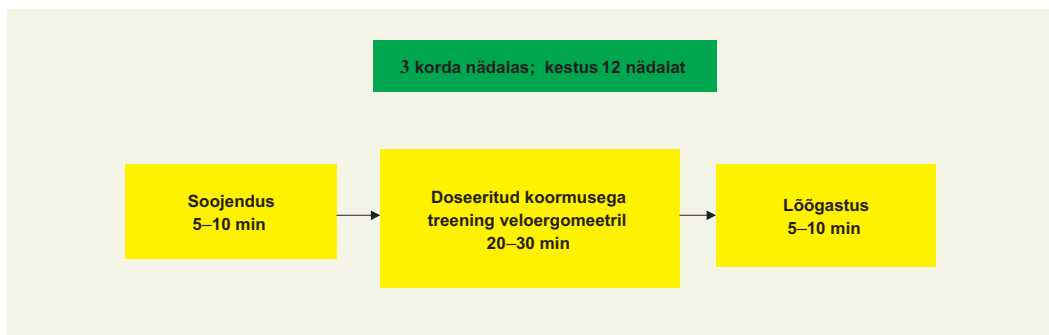 3 korda nädalas; kestus 12 nädalat
Soojendus
5–10 min
Doseeritud koormusega
treening veloergomeetril
20–30 min
Lõõgastus
5–10 min